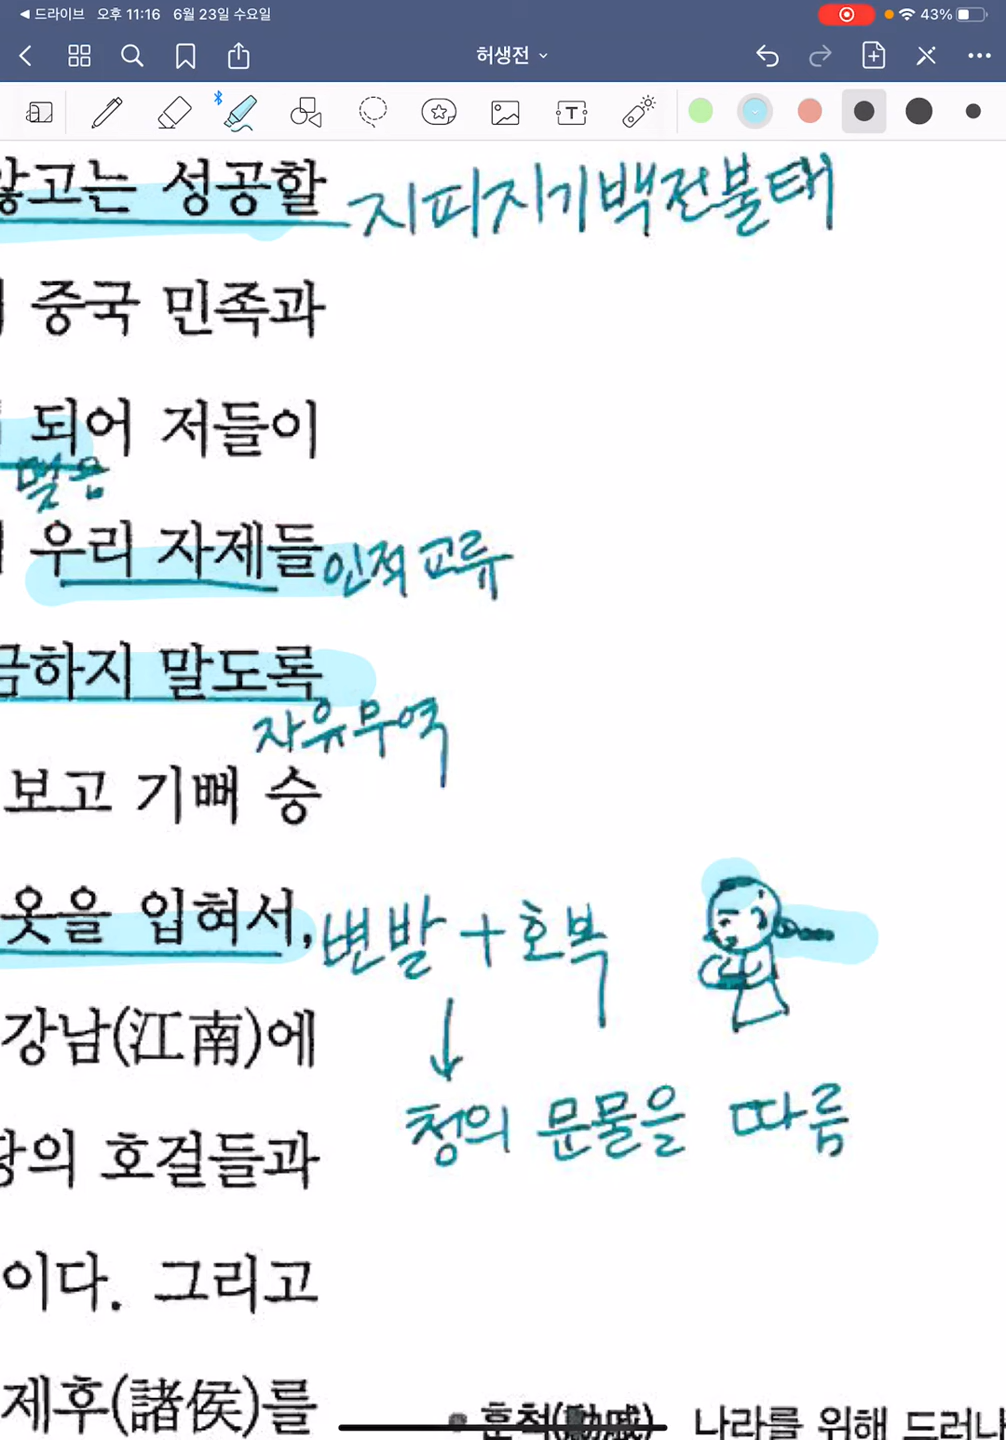 ◀ 드라이브 오후 11:16 6월 23일 수요일 43%
허생전
않고는 성공할 지피지기백전불태
중국 민족과
되어 저들이
우리 자제들 인적 교류
금하지 말도록
자유무역
보고 기뻐 승
옷을 입혀서, 변발 + 호복
강남(江南)에
청의 문물을 따름
의 호걸들과
이다. 그리고
제후(諸侯)를
훈척(勳戚) 나라를 위해 드러나